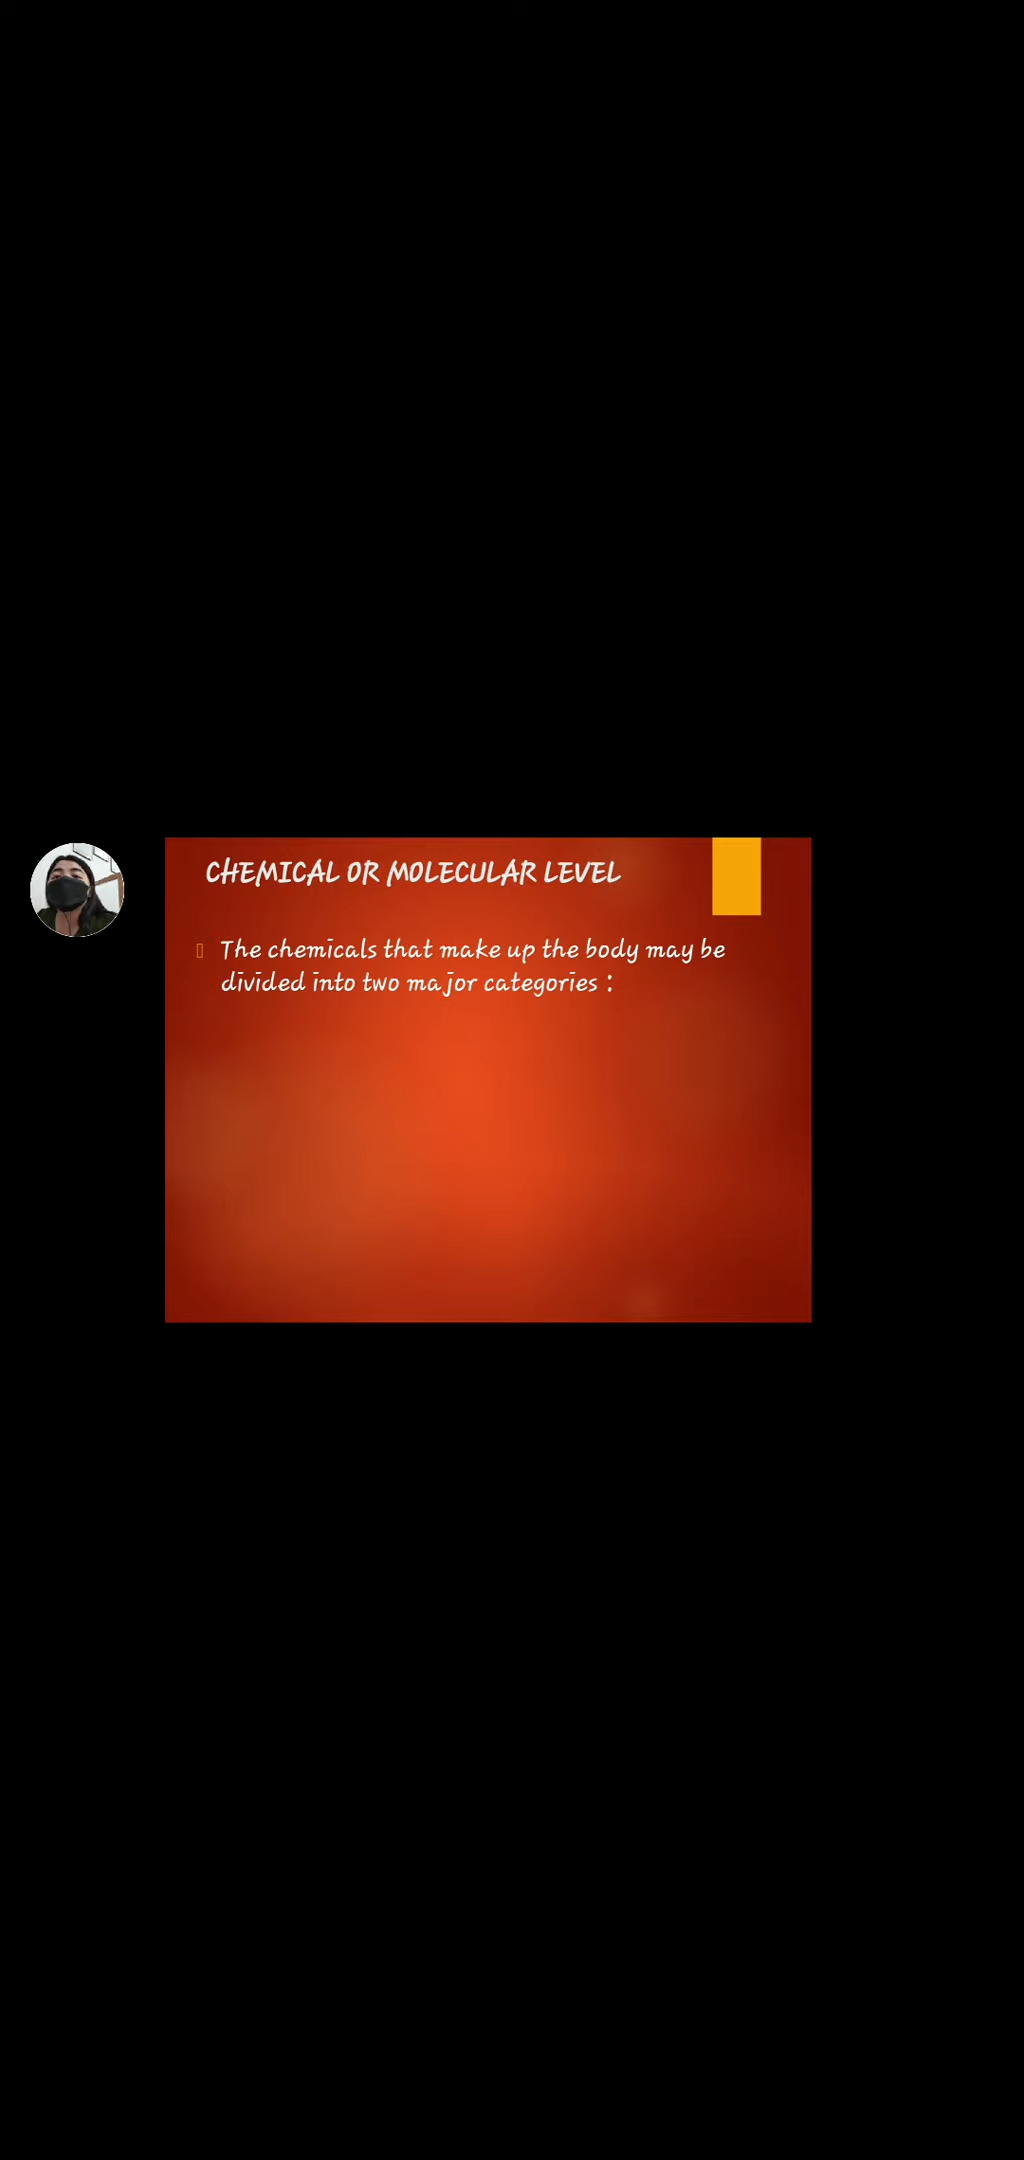 CHEMICAL OR MOLECULAR LEVEL
The chemicals that make up the body may be
divided into two major categories :